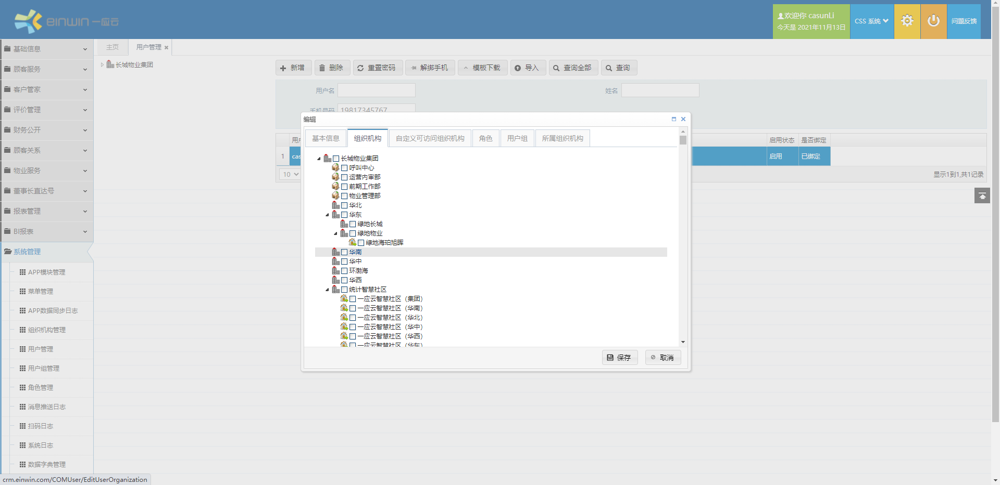 einwin 一应云
欢迎你 casunLi
今天是 2021年11月13日
CSS 系统
问题反馈
基础信息
顾客服务
客户管家
评价管理
财务公开
顾客关系
物业服务
董事长直达号
报表管理
BI报表
系统管理
APP模块管理
菜单管理
APP数据同步日志
组织机构管理
用户管理
用户组管理
角色管理
消息推送日志
扫码日志
系统日志
数据字典管理
crm.einwin.com/COMUser/EditUserOrganization
主页
用户管理
长城物业集团
新增
删除
重置密码
解绑手机
模板下载
导入
查询全部
查询
用户名
姓名
手机号码 19817345767
用户
启用状态
是否绑定
1
cas
启用
已绑定
10
显示1到1,共1记录
编辑
基本信息
组织机构
自定义可访问组织机构
角色
用户组
所属组织机构
长城物业集团
呼叫中心
运营内审部
前期工作部
物业管理部
华北
华东
绿地长城
绿地物业
绿地海珀旭晖
华南
华中
环渤海
华西
统计智慧社区
一应云智慧社区（集团）
一应云智慧社区（华南）
一应云智慧社区（华北）
一应云智慧社区（华中）
一应云智慧社区（华西）
一应云智慧社区（华东）
保存
取消